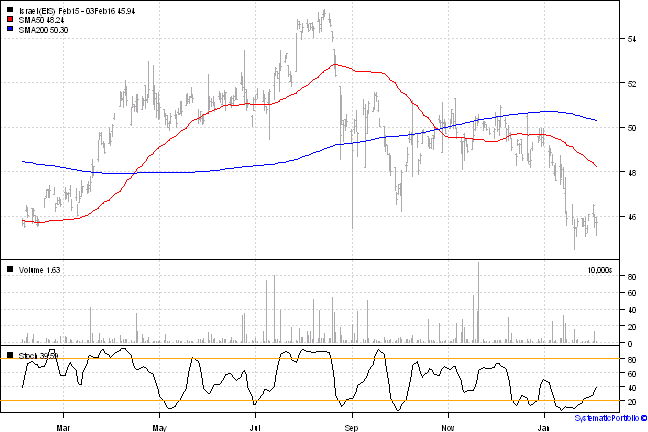 Israel (EIS) Feb15 - 03Feb16 45.94
SMA50 48.24
SMA200 50.30
54
52
50
48
46
Volume 1.63
10,000s
80
60
40
20
0
Stoch 39.59
80
60
40
20
Mar
May
Jul
Sep
Nov
Jan
SystematicPortfolio ©